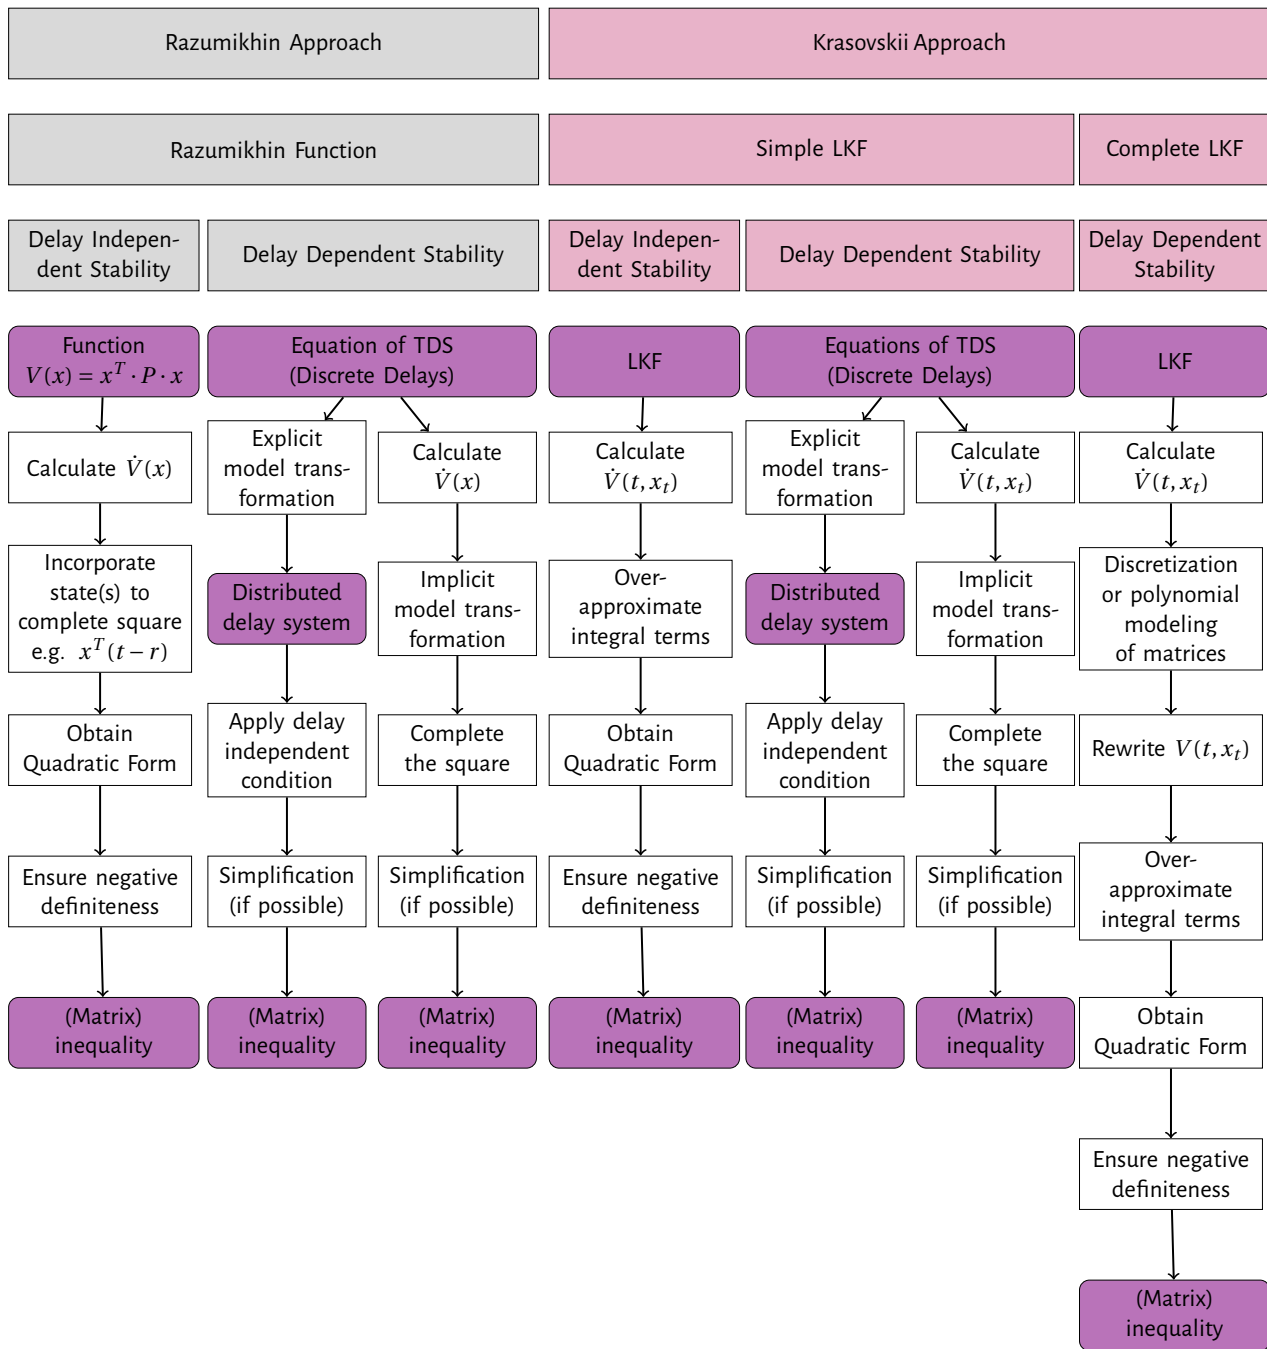 Razumikhin Approach
Krasovskii Approach
Razumikhin Function
Simple LKF
Complete LKF
Delay Indepen-
dent Stability
Delay Dependent Stability
Delay Indepen-
dent Stability
Delay Dependent Stability
Delay Dependent
Stability
Function
V(x) = x^T · P · x
Equation of TDS
(Discrete Delays)
LKF
Equations of TDS
(Discrete Delays)
LKF
Calculate V̇(x)
Explicit
model trans-
formation
Calculate
V̇(x)
Calculate
V̇(t, x_t)
Explicit
model trans-
formation
Calculate
V̇(t, x_t)
Calculate
V̇(t, x_t)
Incorporate
state(s) to
complete square
e.g. x^T(t − r)
Distributed
delay system
Implicit
model trans-
formation
Over-
approximate
integral terms
Distributed
delay system
Implicit
model trans-
formation
Discretization
or polynomial
modeling
of matrices
Obtain
Quadratic Form
Apply delay
independent
condition
Complete
the square
Obtain
Quadratic Form
Apply delay
independent
condition
Complete
the square
Rewrite V(t, x_t)
Ensure negative
definiteness
Simplification
(if possible)
Simplification
(if possible)
Ensure negative
definiteness
Simplification
(if possible)
Simplification
(if possible)
Over-
approximate
integral terms
(Matrix)
inequality
(Matrix)
inequality
(Matrix)
inequality
(Matrix)
inequality
(Matrix)
inequality
(Matrix)
inequality
Obtain
Quadratic Form
Ensure negative
definiteness
(Matrix)
inequality